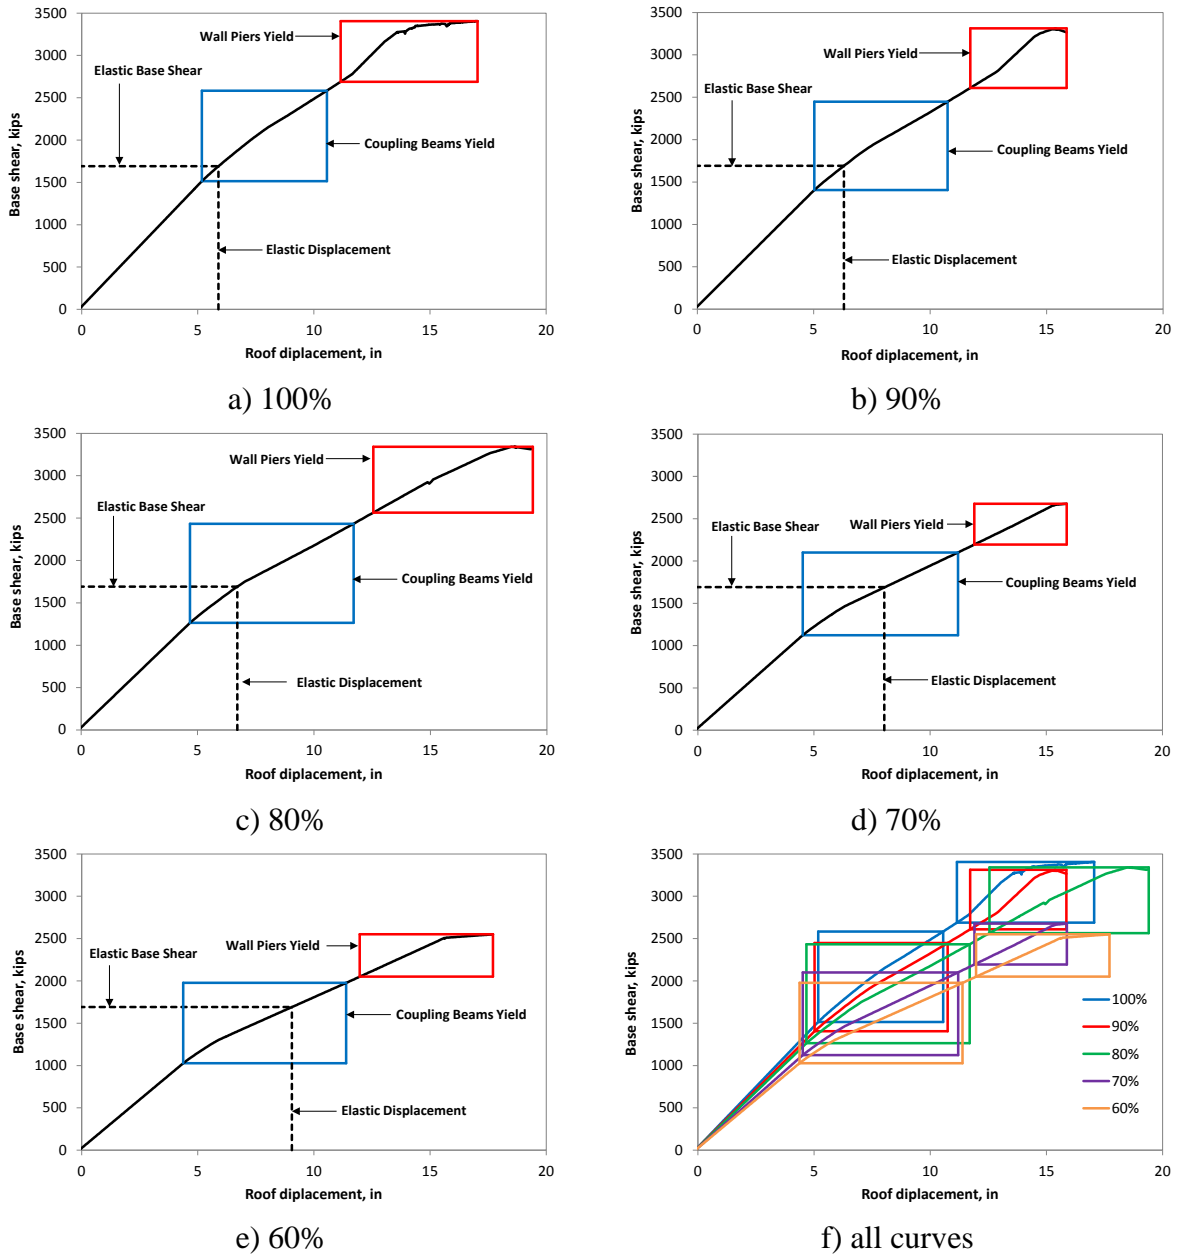 3500
3000
2500
2000
1500
1000
500
0
Base shear, kips
Wall Piers Yield
Elastic Base Shear
Coupling Beams Yield
Elastic Displacement
0 5 10 15 20
Roof diplacement, in
a) 100%
3500
3000
2500
2000
1500
1000
500
0
Base shear, kips
Wall Piers Yield
Elastic Base Shear
Coupling Beams Yield
Elastic Displacement
0 5 10 15 20
Roof diplacement, in
b) 90%
3500
3000
2500
2000
1500
1000
500
0
Base shear, kips
Wall Piers Yield
Elastic Base Shear
Coupling Beams Yield
Elastic Displacement
0 5 10 15 20
Roof diplacement, in
c) 80%
3500
3000
2500
2000
1500
1000
500
0
Base shear, kips
Wall Piers Yield
Elastic Base Shear
Coupling Beams Yield
Elastic Displacement
0 5 10 15 20
Roof diplacement, in
d) 70%
3500
3000
2500
2000
1500
1000
500
0
Base shear, kips
Wall Piers Yield
Elastic Base Shear
Coupling Beams Yield
Elastic Displacement
0 5 10 15 20
Roof diplacement, in
e) 60%
3500
3000
2500
2000
1500
1000
500
0
Base shear, kips
100%
90%
80%
70%
60%
0 5 10 15 20
Roof diplacement, in
f) all curves